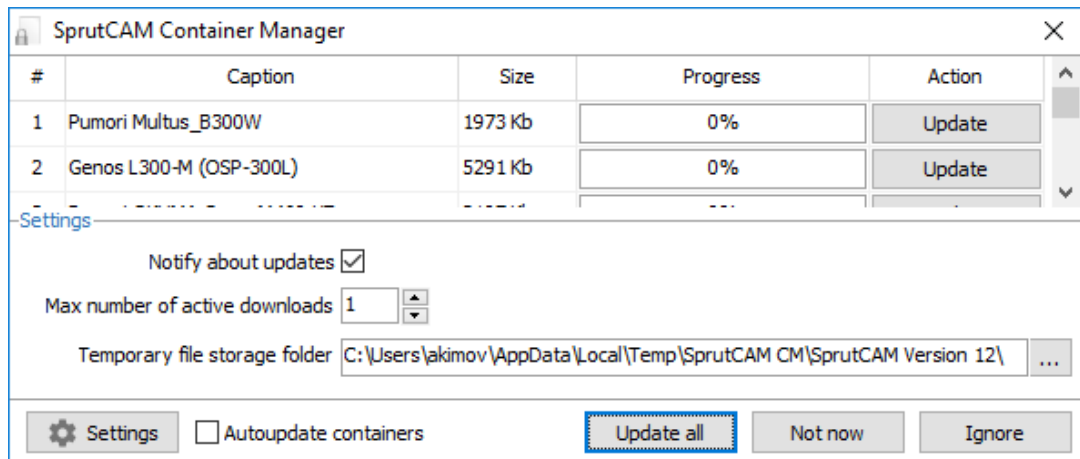 SprutCAM Container Manager
# Caption Size Progress Action
1 Pumori Multus_B300W 1973 Kb 0% Update
2 Genos L300-M (OSP-300L) 5291 Kb 0% Update
Settings
Notify about updates
Max number of active downloads 1
Temporary file storage folder C:\Users\akimov\AppData\Local\Temp\SprutCAM CM\SprutCAM Version 12\ ...
Settings Autoupdate containers Update all Not now Ignore